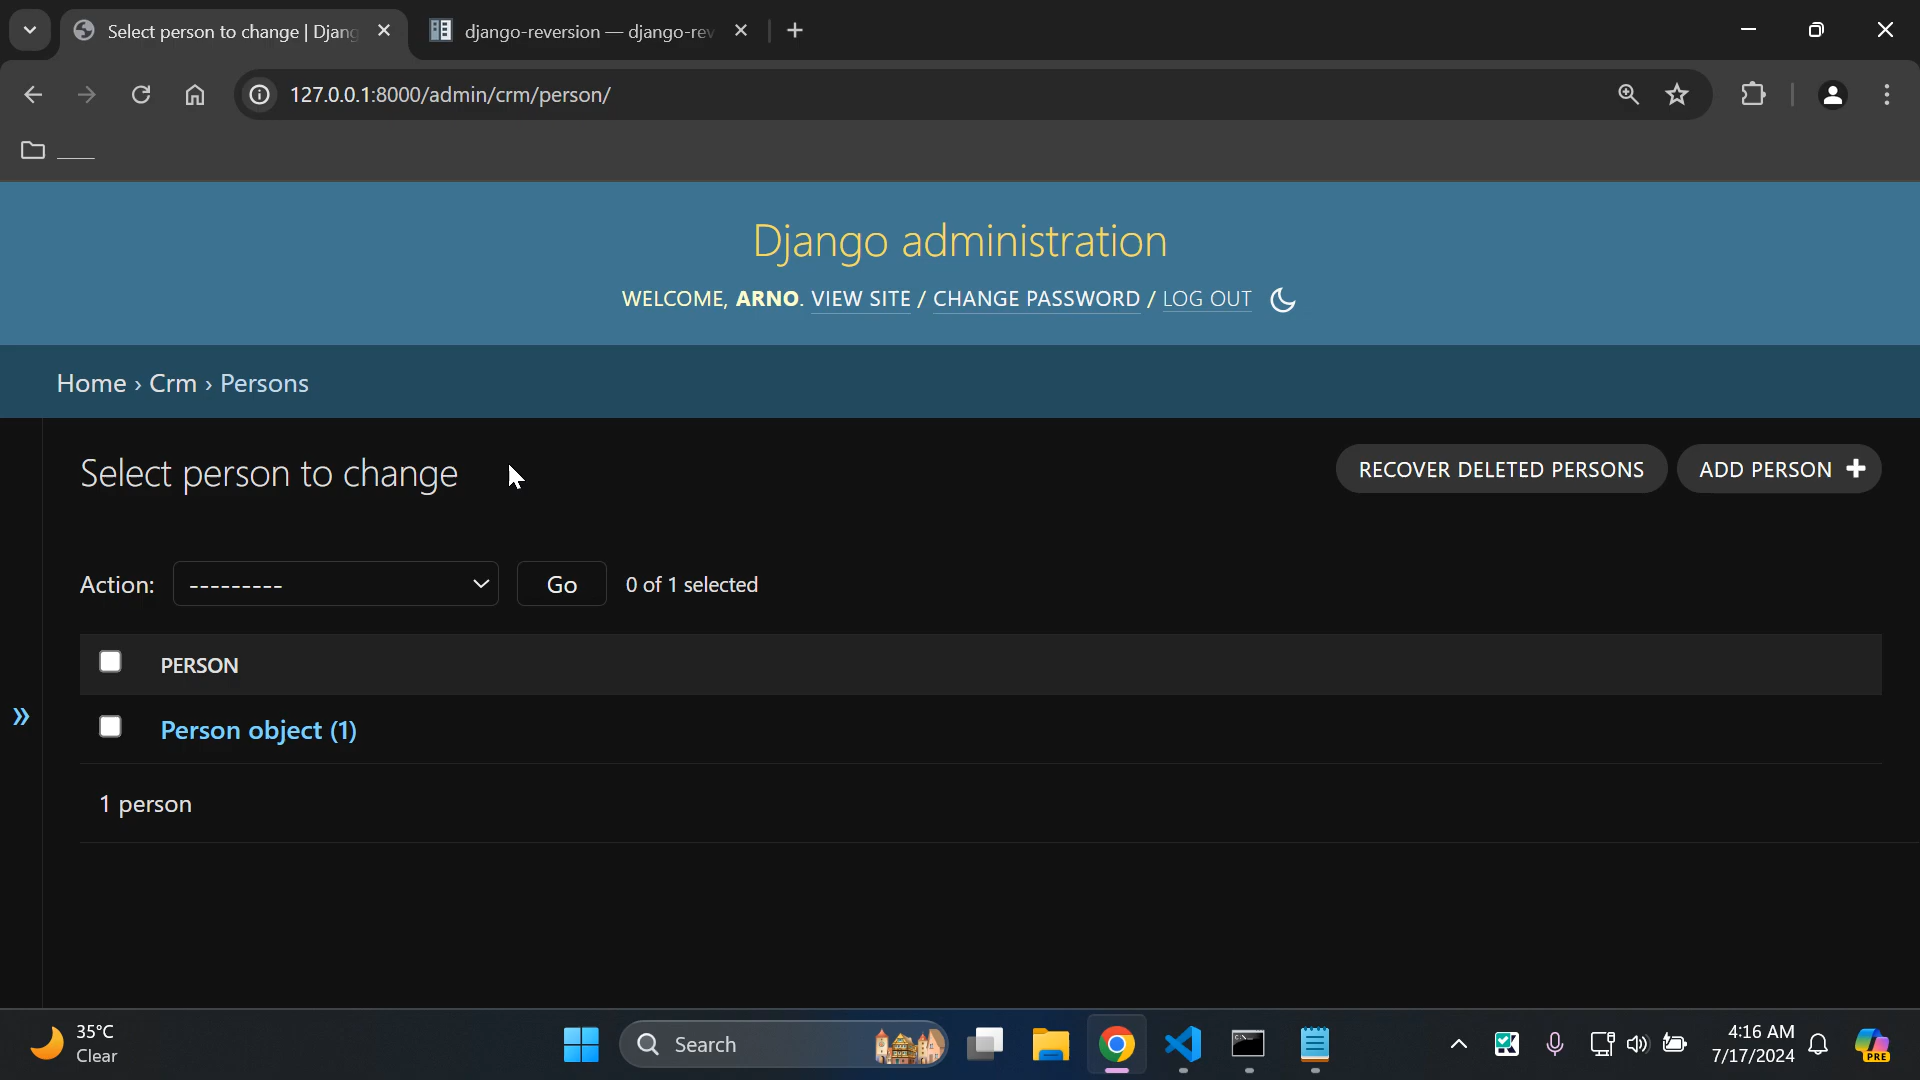 Select person to change | Djang
django-reversion — django-rev
127.0.0.1:8000/admin/crm/person/
Django administration
WELCOME, ARNO. VIEW SITE / CHANGE PASSWORD / LOG OUT
Home › Crm › Persons
Select person to change
RECOVER DELETED PERSONS
ADD PERSON +
Action:
---------
Go
0 of 1 selected
PERSON
Person object (1)
1 person
35°C
Clear
Search
4:16 AM
7/17/2024
PRE